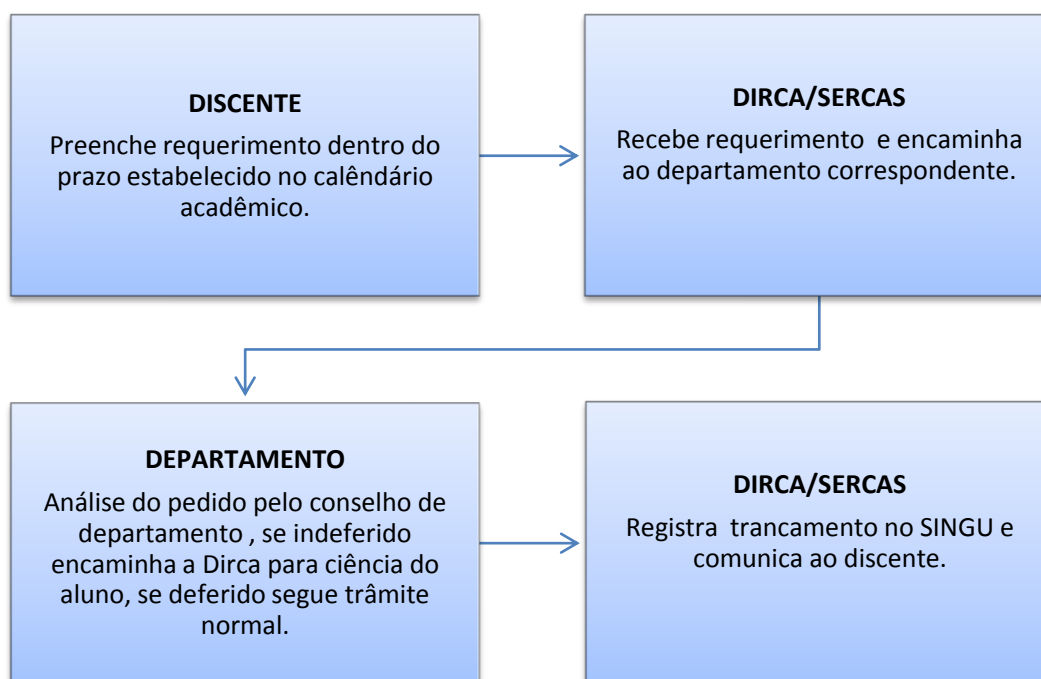 DISCENTE
Preenche requerimento dentro do
prazo estabelecido no calêndário
acadêmico.
DIRCA/SERCAS
Recebe requerimento e encaminha
ao departamento correspondente.
DEPARTAMENTO
Análise do pedido pelo conselho de
departamento , se indeferido
encaminha a Dirca para ciência do
aluno, se deferido segue trâmite
normal.
DIRCA/SERCAS
Registra trancamento no SINGU e
comunica ao discente.